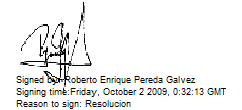 Signed by:Roberto Enrique Pereda Galvez
Signing time:Friday, October 2 2009, 0:32:13 GMT
Reason to sign: Resolucion